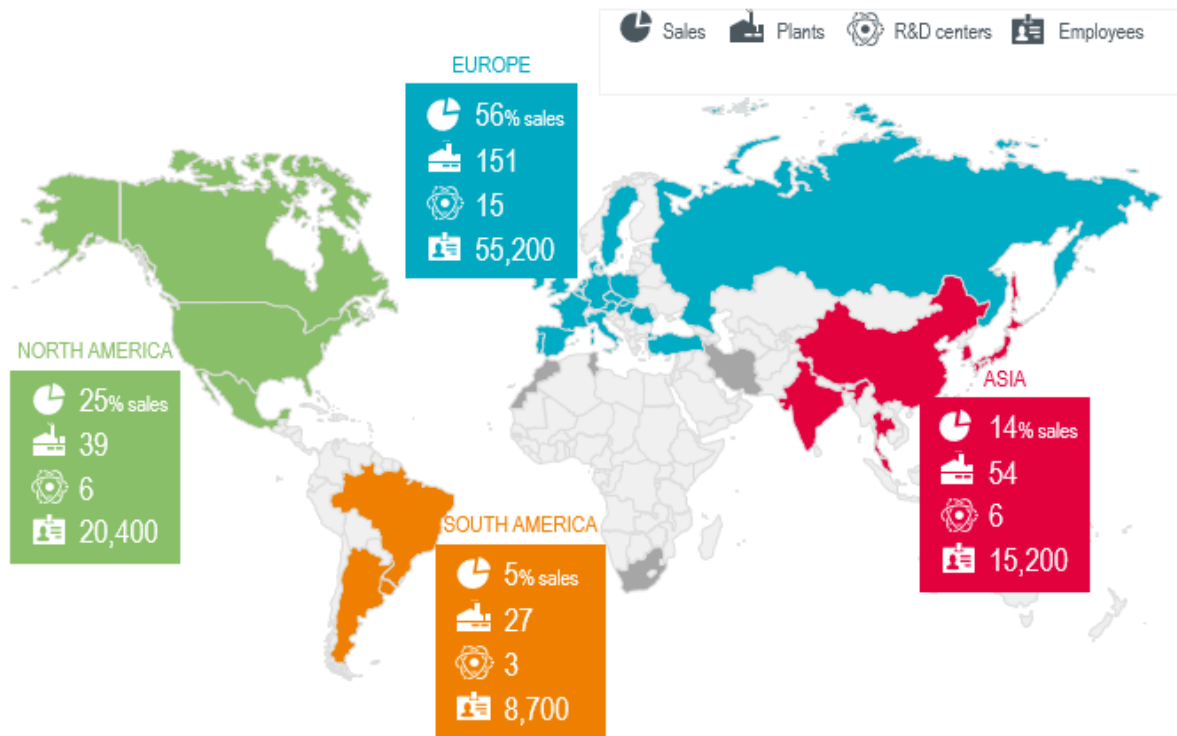 Sales Plants R&D centers Employees
EUROPE
56% sales
151
15
55,200
NORTH AMERICA
25% sales
39
6
20,400
ASIA
14% sales
54
6
15,200
SOUTH AMERICA
5% sales
27
3
8,700